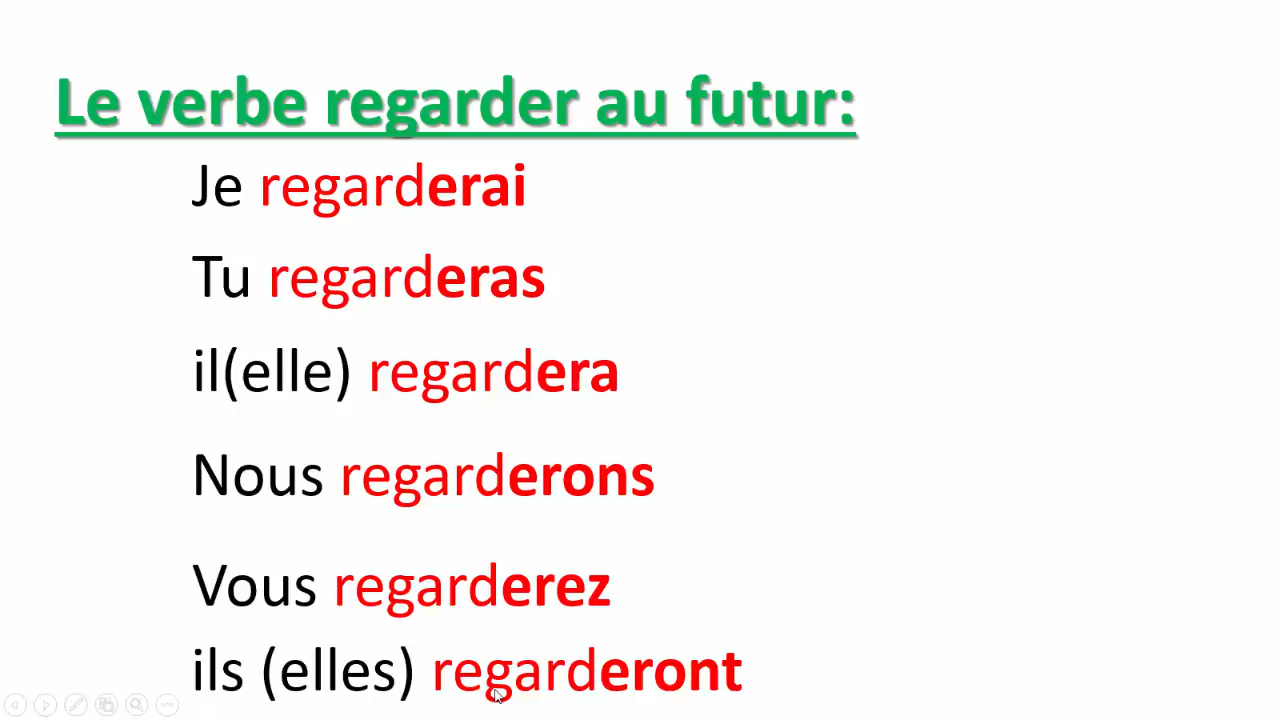 Le verbe regarder au futur:
Je regarderai
Tu regarderas
il(elle) regardera
Nous regarderons
Vous regarderez
ils (elles) regarderont